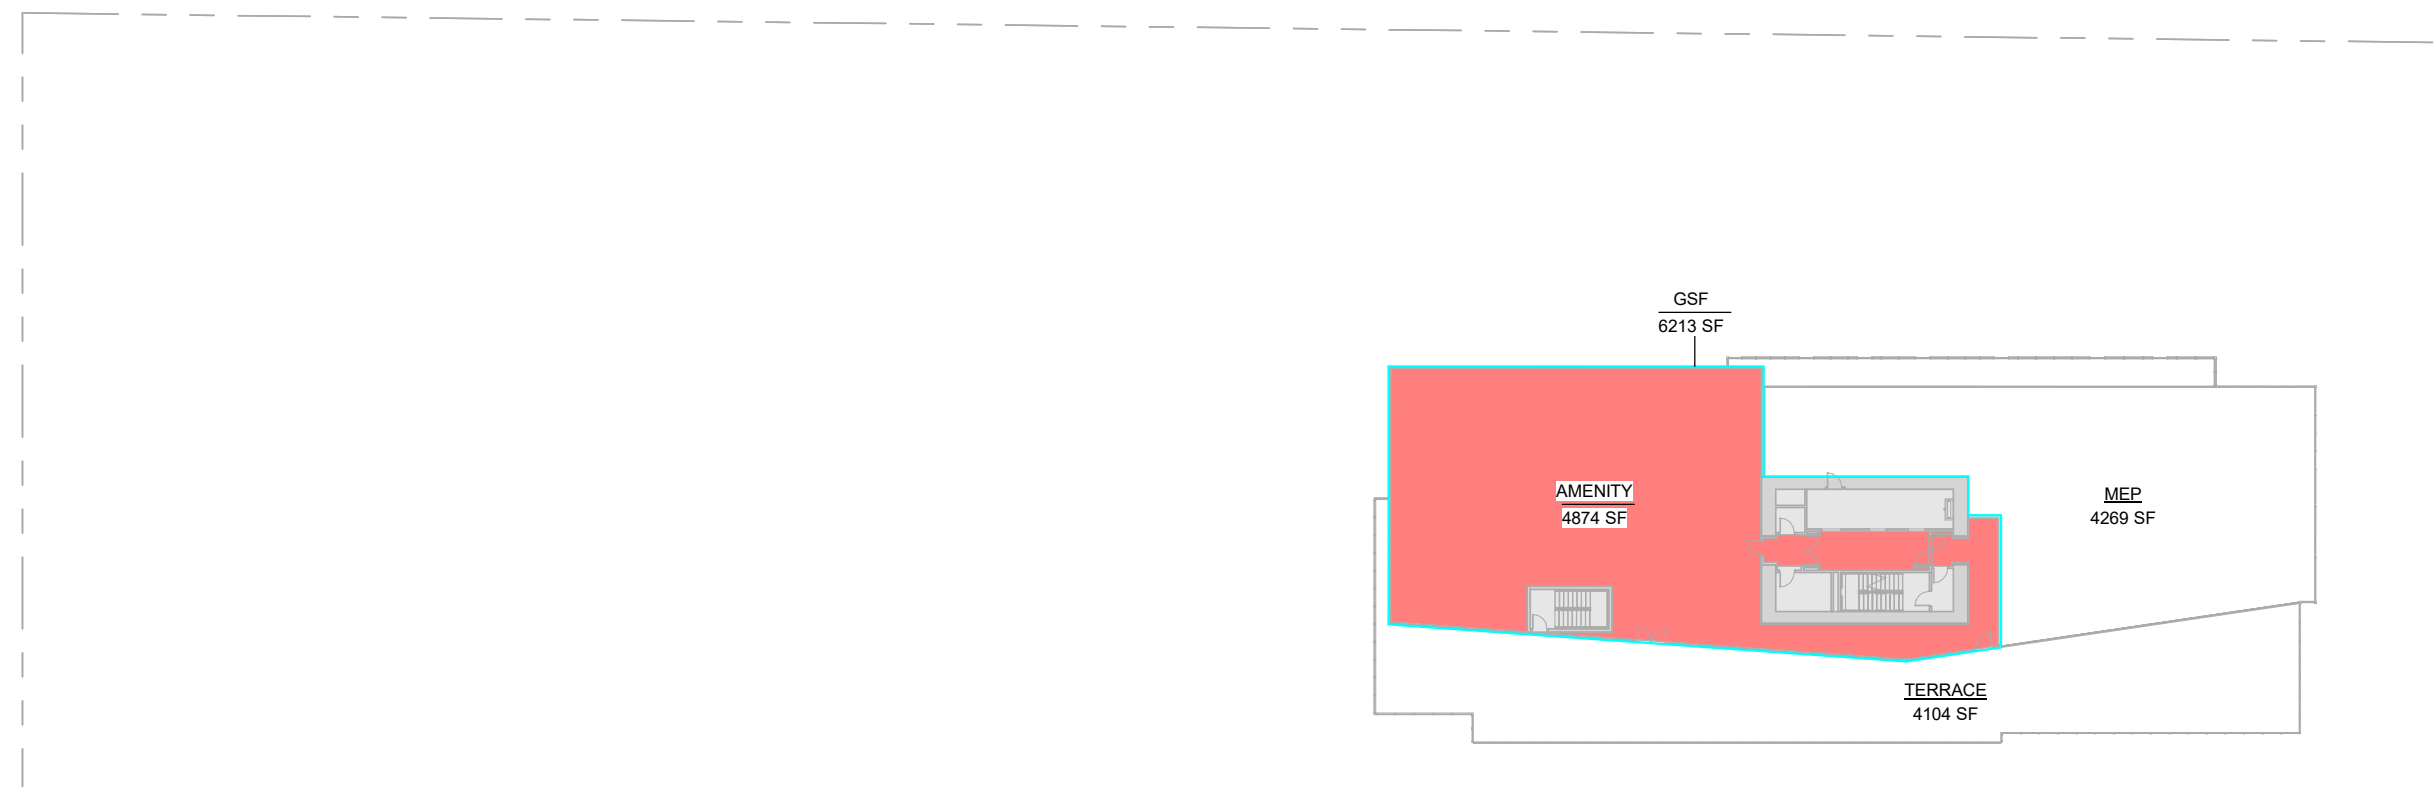 GSF
6213 SF
AMENITY
4874 SF
MEP
4269 SF
TERRACE
4104 SF